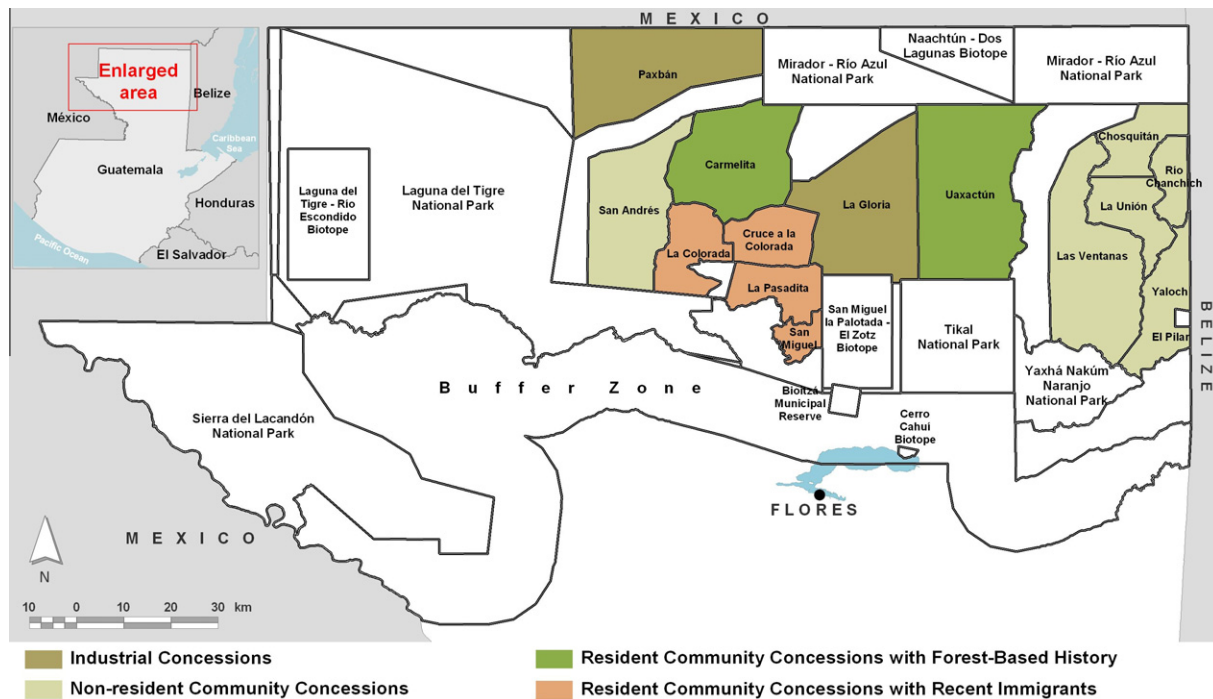 MEXICO
Enlarged
area
México
Belize
Caribbean
Sea
Guatemala
Honduras
El Salvador
Pacific Ocean
Paxbán
Mirador - Río Azul
National Park
Naachtún - Dos
Lagunas Biotope
Mirador - Río Azul
National Park
Laguna del
Tigre - Río
Escondido
Biotope
Laguna del Tigre
National Park
San Andrés
Carmelita
La Gloria
Uaxactún
Chosquitán
Río
Chanchich
La Unión
Las Ventanas
Yaloch
El Pilar
La Colorada
Cruce a la
Colorada
La Pasadita
San
Miguel
San Miguel
la Palotada -
El Zotz
Biotope
Tikal
National Park
Yaxhá Nakúm
Naranjo
National Park
BELIZE
Buffer Zone
Bioitzá
Municipal
Reserve
Cerro
Cahui
Biotope
Sierra del Lacandón
National Park
FLORES
MEXICO
N
10 0 10 20 30 km
Industrial Concessions
Non-resident Community Concessions
Resident Community Concessions with Forest-Based History
Resident Community Concessions with Recent Immigrants